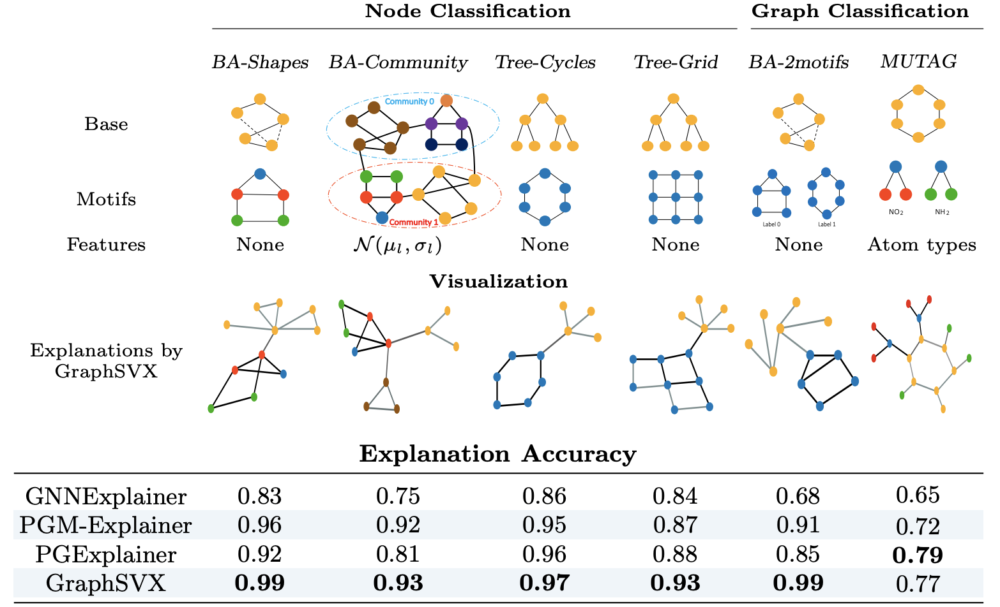 Node Classification
Graph Classification
BA-Shapes BA-Community Tree-Cycles Tree-Grid BA-2motifs MUTAG
Base
Community 0
Motifs
Community 1
Label 0 Label 1
NO2 NH2
Features None 𝒩(μl, σl) None None None Atom types
Visualization
Explanations by
GraphSVX
Explanation Accuracy
GNNExplainer 0.83 0.75 0.86 0.84 0.68 0.65
PGM-Explainer 0.96 0.92 0.95 0.87 0.91 0.72
PGExplainer 0.92 0.81 0.96 0.88 0.85 0.79
GraphSVX 0.99 0.93 0.97 0.93 0.99 0.77